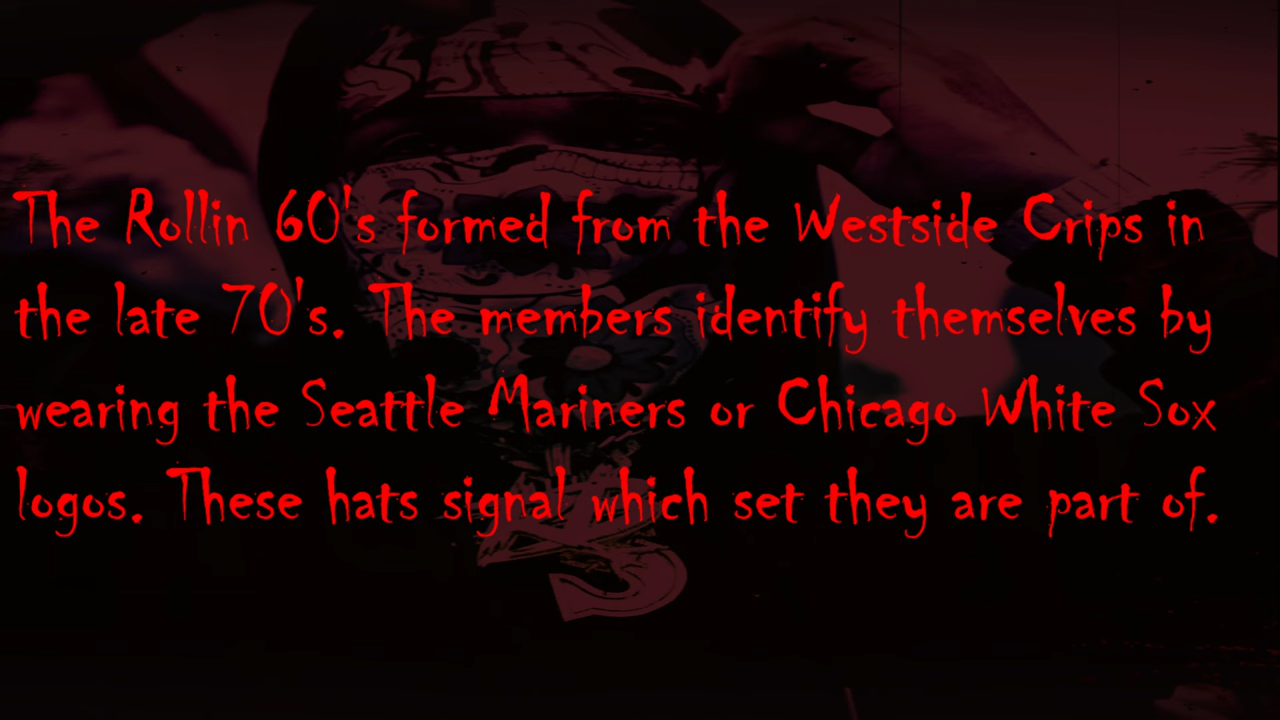 The Rollin 60's formed from the Westside Crips in
the late 70's. The members identify themselves by
wearing the Seattle Mariners or Chicago White Sox
logos. These hats signal which set they are part of.